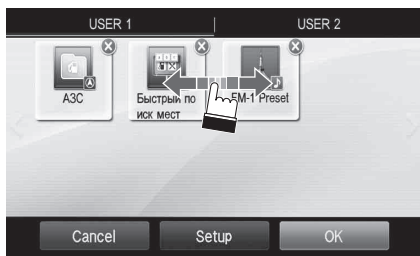 USER 1 USER 2
АЗС Быстрый по FM-1 Preset
иск мест
Cancel Setup OK